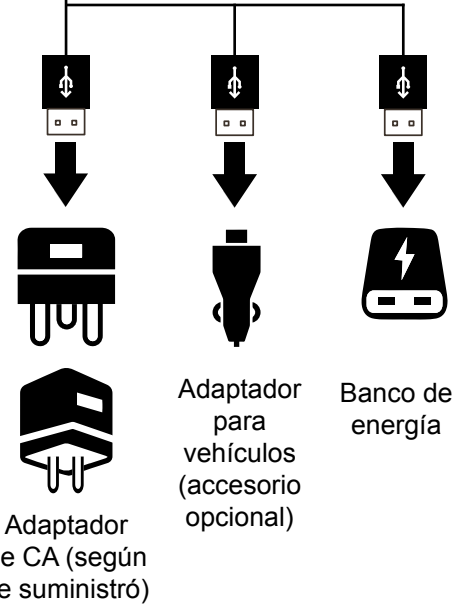 Adaptador
e CA (según
e suministró)
Adaptador
para
vehículos
(accesorio
opcional)
Banco de
energía